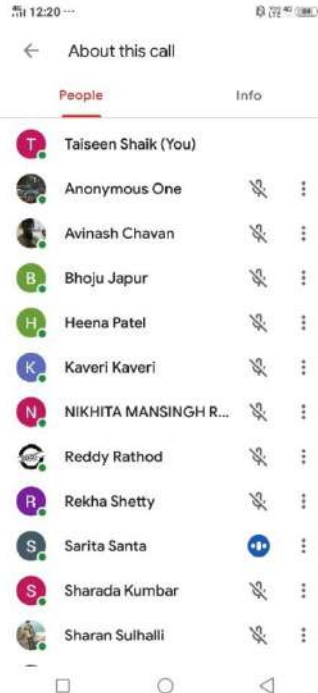 12:20 ...
About this call
People
Info
T Taiseen Shaik (You)
Anonymous One
Avinash Chavan
B Bhoju Japur
H Heena Patel
K Kaveri Kaveri
N NIKHITA MANSINGH R...
Reddy Rathod
R Rekha Shetty
S Sarita Santa
S Sharada Kumbar
Sharan Sulhalli